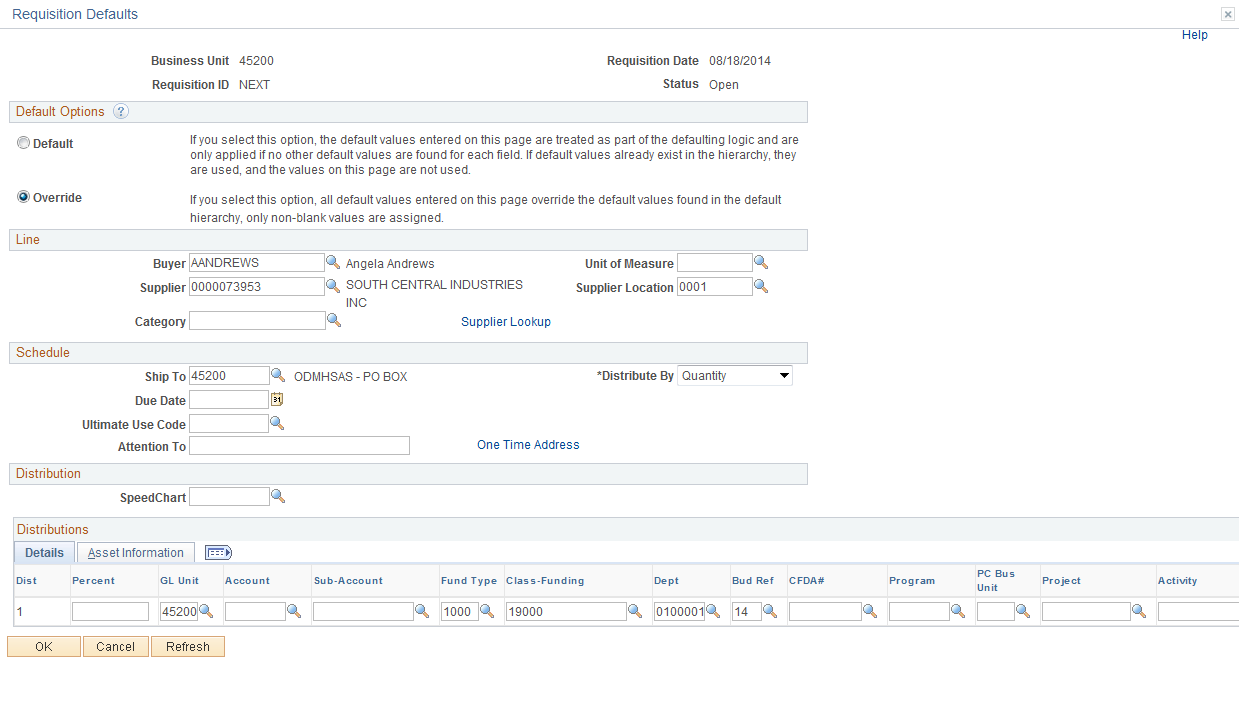 Requisition Defaults
Help
Business Unit 45200 Requisition Date 08/18/2014
Requisition ID NEXT Status Open
Default Options ?
Default If you select this option, the default values entered on this page are treated as part of the defaulting logic and are
only applied if no other default values are found for each field. If default values already exist in the hierarchy, they
are used, and the values on this page are not used.
Override If you select this option, all default values entered on this page override the default values found in the default
hierarchy, only non-blank values are assigned.
Line
Buyer AANDREWS Angela Andrews Unit of Measure
Supplier 0000073953 SOUTH CENTRAL INDUSTRIES Supplier Location 0001
INC
Category Supplier Lookup
Schedule
Ship To 45200 ODMHSAS - PO BOX *Distribute By Quantity
Due Date 31
Ultimate Use Code
Attention To One Time Address
Distribution
SpeedChart
Distributions
Details Asset Information
Dist Percent GL Unit Account Sub-Account Fund Type Class-Funding Dept Bud Ref CFDA# Program PC Bus Unit Project Activity
1 45200 1000 19000 0100001 14
OK Cancel Refresh